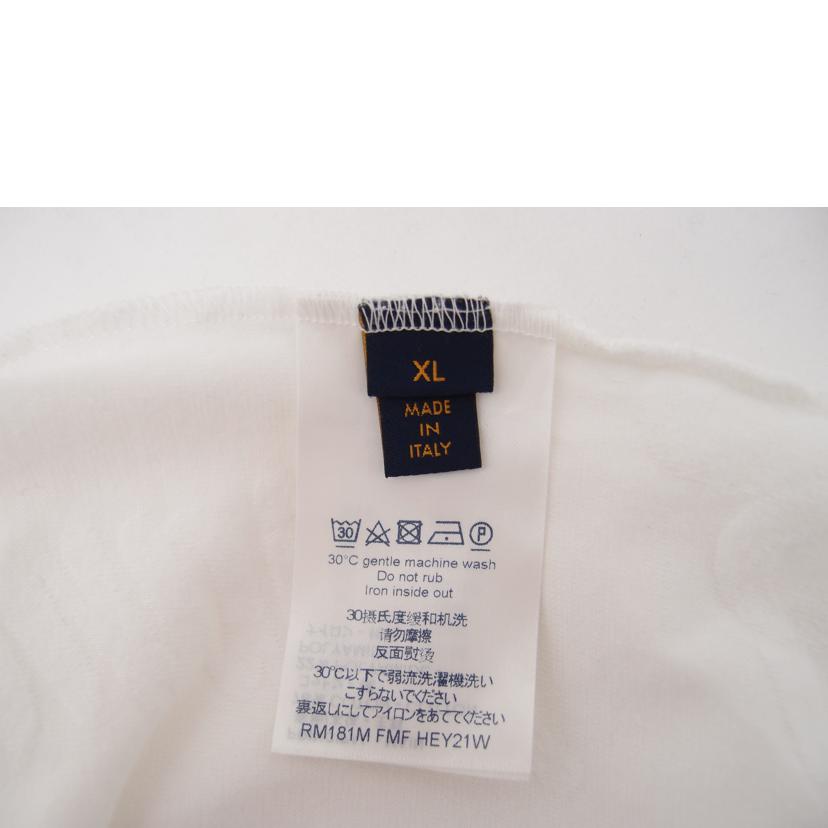 XL
MADE
IN
ITALY
30
P
30°C gentle machine wash
Do not rub
Iron inside out
30摄氏度缓和机洗
请勿摩擦
反面熨烫
30°C以下で弱流洗濯機洗い
こすらないでください
裏返しにしてアイロンをあててください
RM181M FMF HEY21W